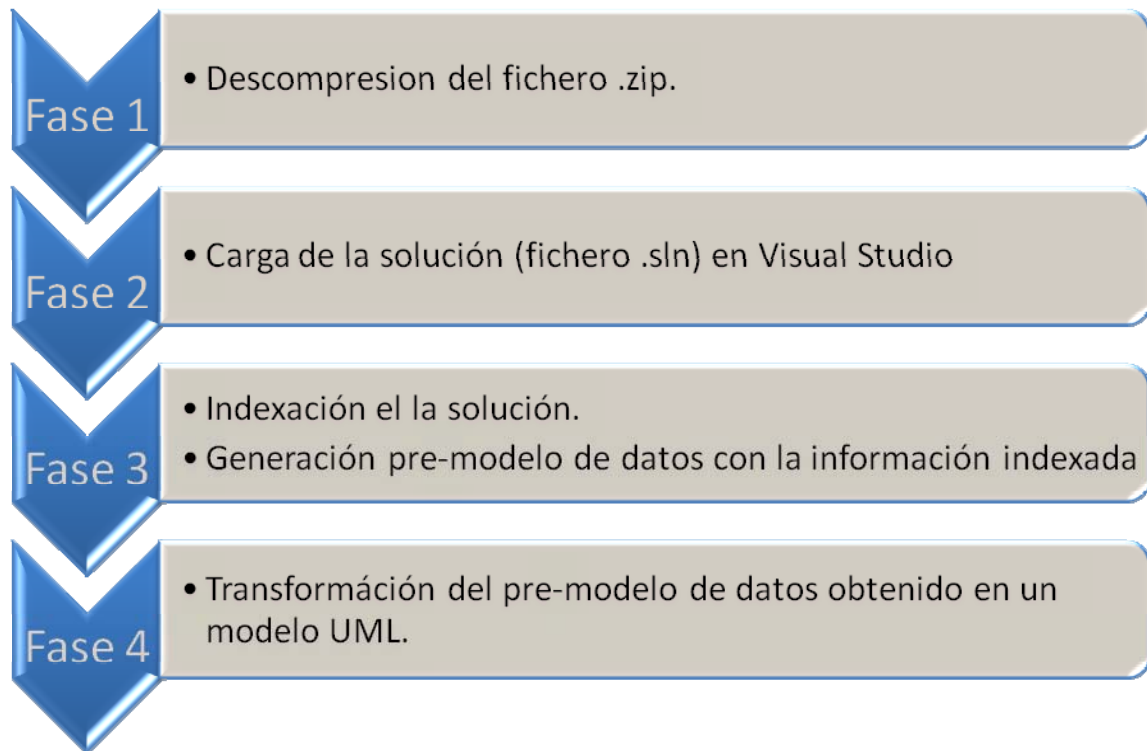 Fase 1
• Descompresion del fichero .zip.
Fase 2
• Carga de la solución (fichero .sln) en Visual Studio
Fase 3
• Indexación el la solución.
• Generación pre-modelo de datos con la información indexada
Fase 4
• Transformáción del pre-modelo de datos obtenido en un
modelo UML.